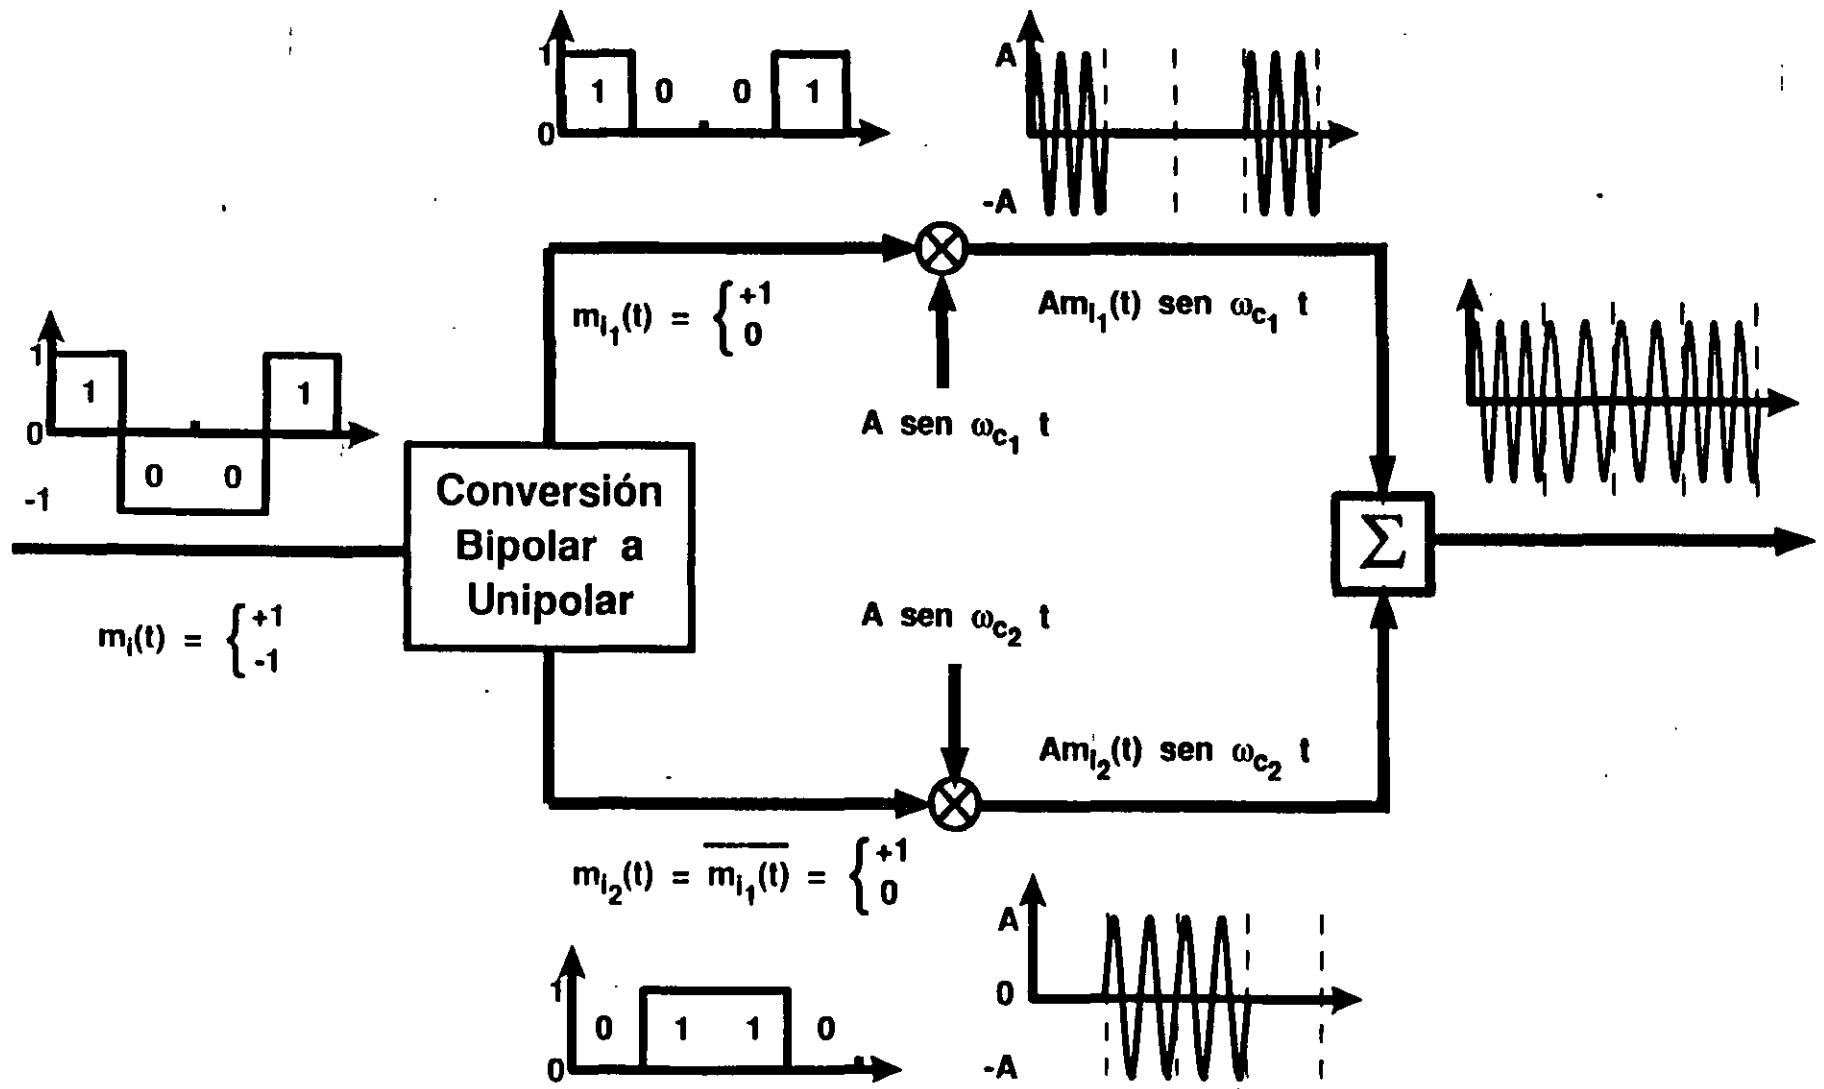 1
1 0 0 1
0
A
-A
m_{i_1}(t) = { +1
0
Am_{i_1}(t) sen ω_{c_1} t
1
1 1
0
0 0
-1
A sen ω_{c_1} t
Conversión
Bipolar a
Unipolar
Σ
m_i(t) = { +1
-1
A sen ω_{c_2} t
Am_{i_2}(t) sen ω_{c_2} t
m_{i_2}(t) = \overline{m_{i_1}(t)} = { +1
0
A
0
-A
1
0 1 1 0
0